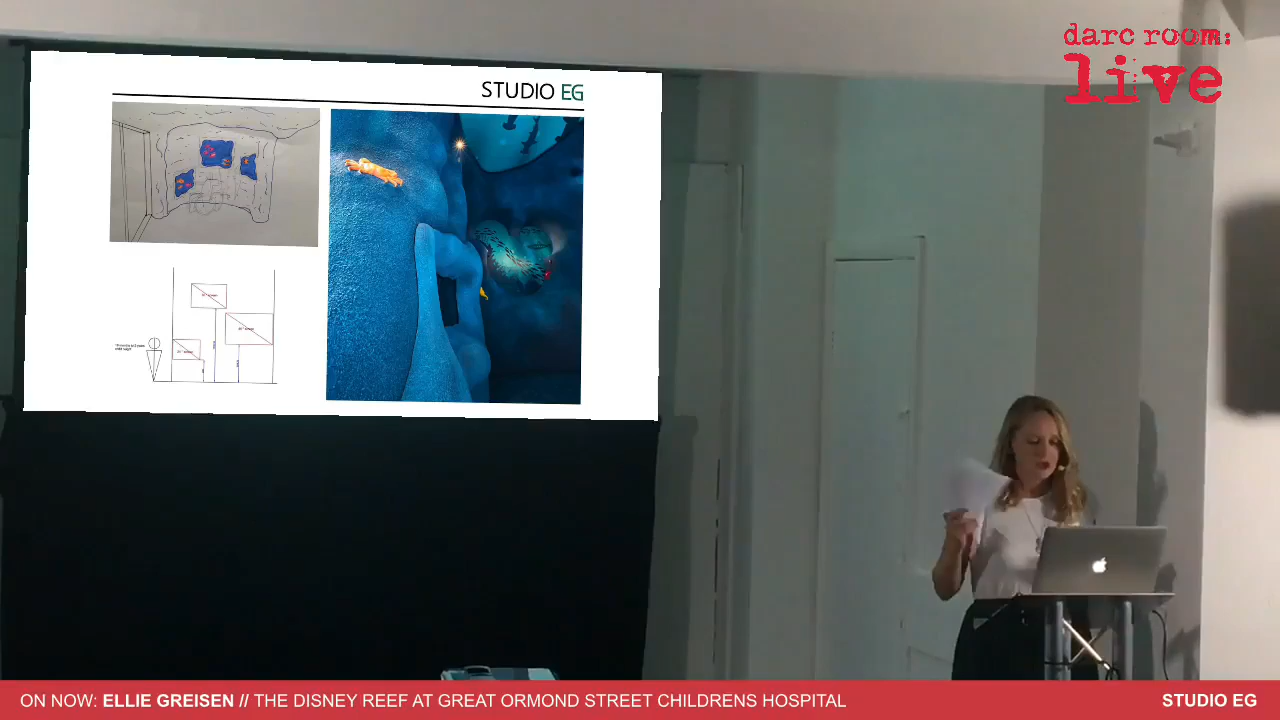 darc room:
live
STUDIO EG
ON NOW: ELLIE GREISEN // THE DISNEY REEF AT GREAT ORMOND STREET CHILDRENS HOSPITAL
STUDIO EG